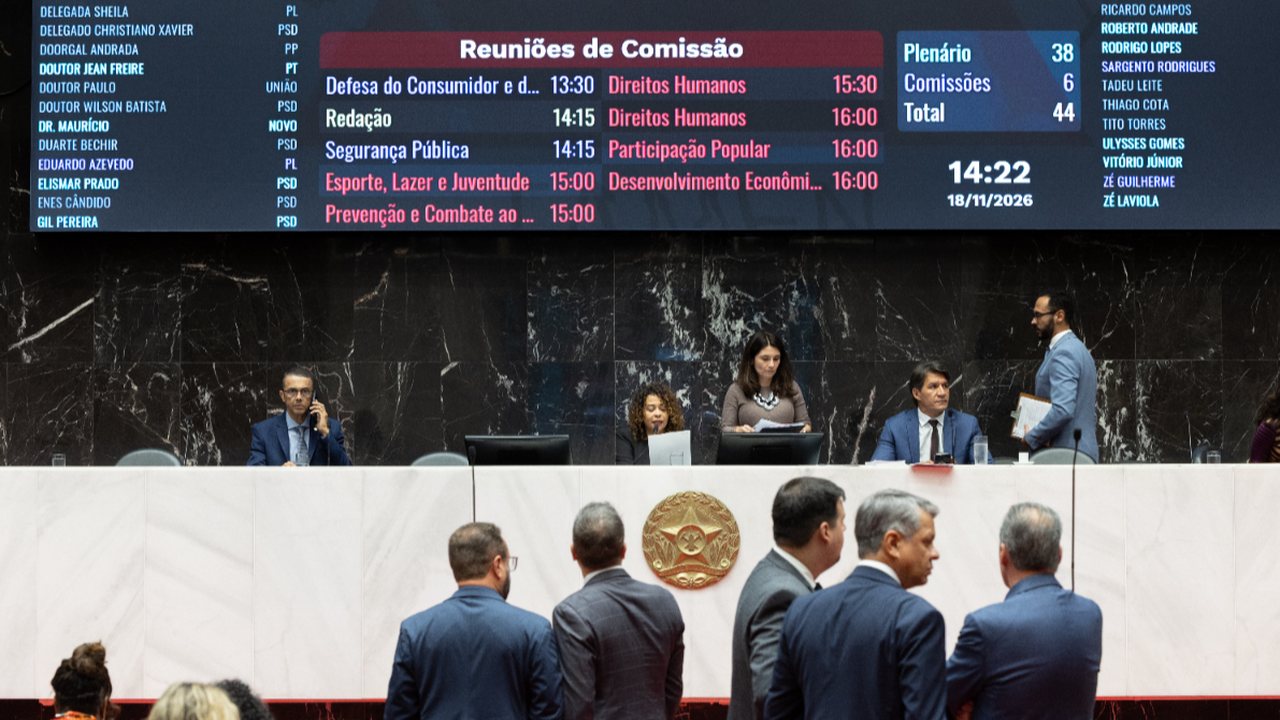 DELEGADA SHEILA PL
DELEGADO CHRISTIANO XAVIER PSD
DOORGAL ANDRADA PP
DOUTOR JEAN FREIRE PT
DOUTOR PAULO UNIÃO
DOUTOR WILSON BATISTA PSD
DR. MAURÍCIO NOVO
DUARTE BECHIR PSD
EDUARDO AZEVEDO PL
ELISMAR PRADO PSD
ENES CÂNDIDO PSD
GIL PEREIRA PSD
Reuniões de Comissão
Defesa do Consumidor e d... 13:30
Redação 14:15
Segurança Pública 14:15
Esporte, Lazer e Juventude 15:00
Prevenção e Combate ao ... 15:00
Direitos Humanos 15:30
Direitos Humanos 16:00
Participação Popular 16:00
Desenvolvimento Econômi... 16:00
Plenário 38
Comissões 6
Total 44
14:22
18/11/2026
RICARDO CAMPOS
ROBERTO ANDRADE
RODRIGO LOPES
SARGENTO RODRIGUES
TADEU LEITE
THIAGO COTA
TITO TORRES
ULYSSES GOMES
VITÓRIO JÚNIOR
ZÉ GUILHERME
ZÉ LAVIOLA